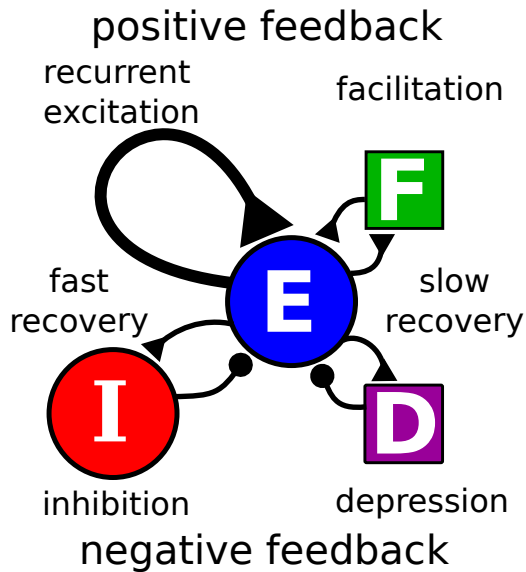 positive feedback
recurrent
excitation
facilitation
F
E
fast
recovery
slow
recovery
I
D
inhibition
depression
negative feedback